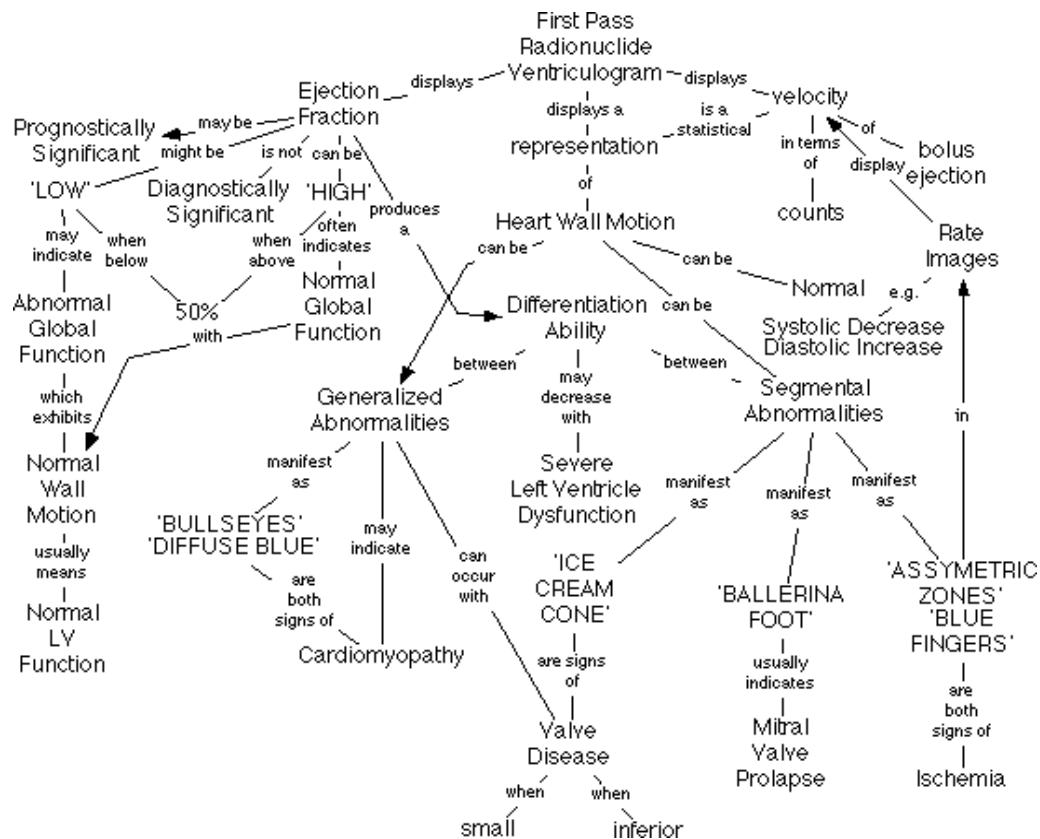 First Pass
Radionuclide
Ventriculogram
displays
displays
Ejection
Fraction
velocity
displays a
is a
statistical
Prognostically
Significant
may be
might be
is not
can be
representation
in terms
of
of
display
bolus
ejection
'LOW'
Diagnostically
Significant
'HIGH'
produces
a
of
counts
Heart Wall Motion
Rate
Images
may
indicate
when
below
when
above
often
indicates
can be
can be
can be
Normal
e.g.
Abnormal
Global
Function
50%
with
Normal
Global
Function
Differentiation
Ability
Systolic Decrease
Diastolic Increase
between
between
which
exhibits
Generalized
Abnormalities
may
decrease
with
Segmental
Abnormalities
in
Normal
Wall
Motion
manifest
as
Severe
Left Ventricle
Dysfunction
manifest
as
manifest
as
manifest
as
'BULLSEYES'
'DIFFUSE BLUE'
may
indicate
can
occur
with
usually
means
'ICE
CREAM
CONE'
'BALLERINA
FOOT'
'ASSYMETRIC
ZONES'
'BLUE
FINGERS'
are
both
signs of
Normal
LV
Function
Cardiomyopathy
are signs
of
usually
indicates
are
both
signs of
Valve
Disease
Mitral
Valve
Prolapse
Ischemia
when
when
small
inferior